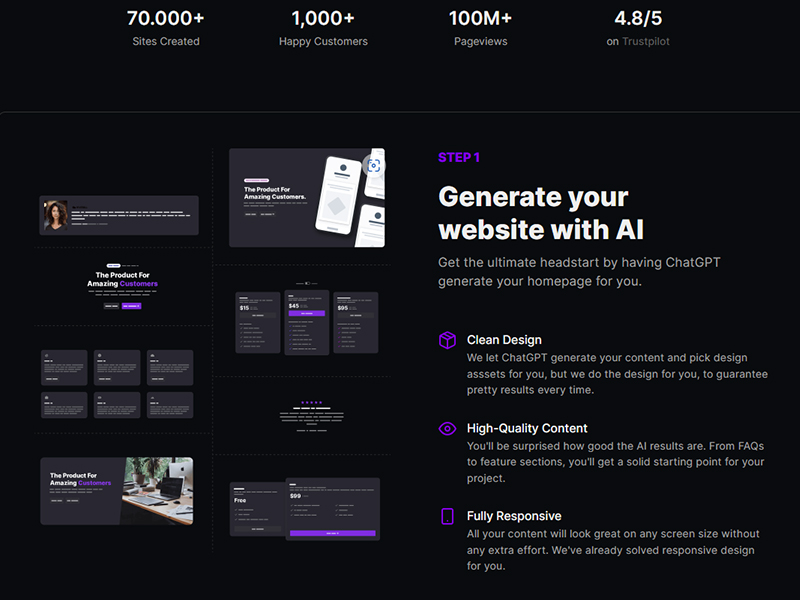 70.000+
1,000+
100M+
4.8/5
Sites Created
Happy Customers
Pageviews
on Trustpilot
The Product For
Amazing Customers.
The Product For
Amazing Customers
$15
$45
$95
The Product For
Amazing Customers
Free
$99
STEP 1
Generate your
website with AI
Get the ultimate headstart by having ChatGPT
generate your homepage for you.
Clean Design
We let ChatGPT generate your content and pick design
asssets for you, but we do the design for you, to guarantee
pretty results every time.
High-Quality Content
You'll be surprised how good the AI results are. From FAQs
to feature sections, you'll get a solid starting point for your
project.
Fully Responsive
All your content will look great on any screen size without
any extra effort. We've already solved responsive design
for you.